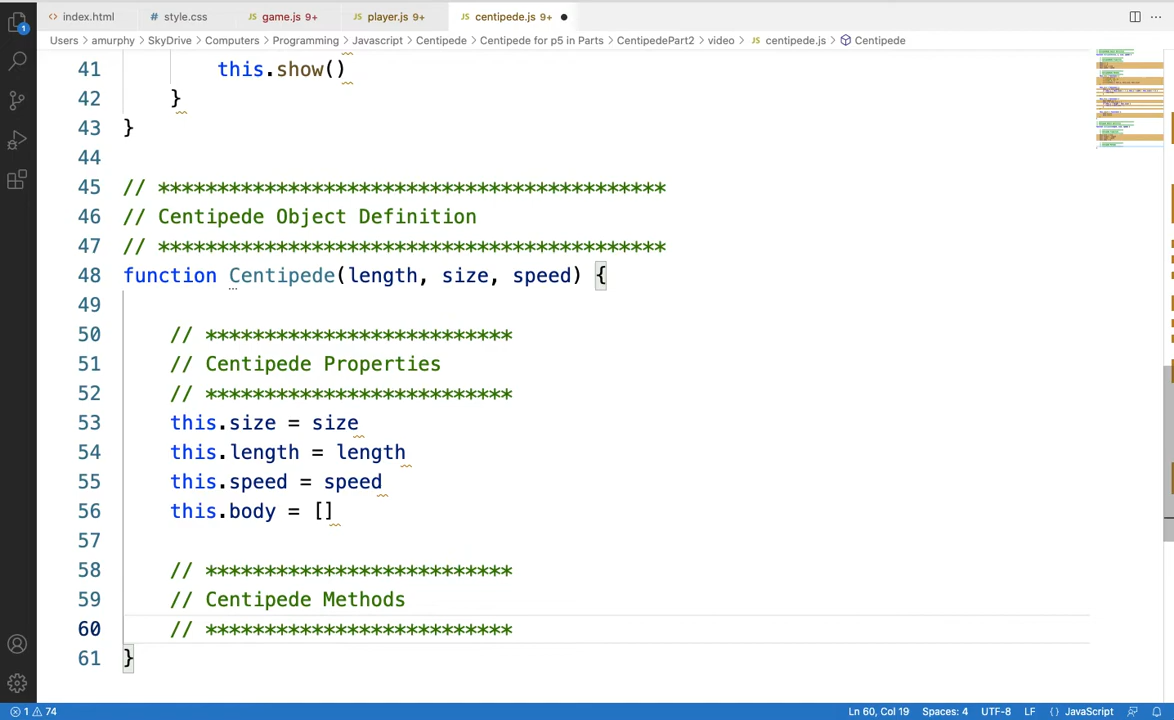 index.html
style.css
game.js 9+
player.js 9+
centipede.js 9+
Users > amurphy > SkyDrive > Computers > Programming > Javascript > Centipede > Centipede for p5 in Parts > CentipedePart2 > video > JS centipede.js > Centipede
41 this.show()
42 }
43 }
44
45 // *******************************************
46 // Centipede Object Definition
47 // *******************************************
48 function Centipede(length, size, speed) {
49
50 // **************************
51 // Centipede Properties
52 // **************************
53 this.size = size
54 this.length = length
55 this.speed = speed
56 this.body = []
57
58 // **************************
59 // Centipede Methods
60 // **************************
61 }
1 74 Ln 60, Col 19 Spaces: 4 UTF-8 LF {} JavaScript